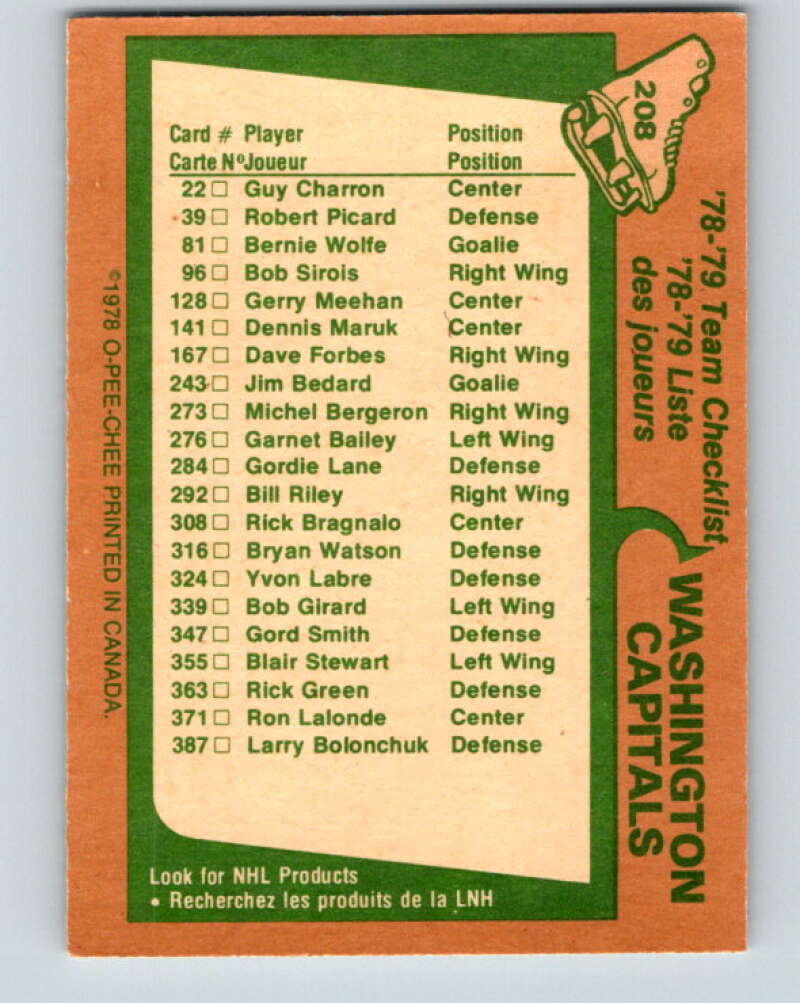 208
'78-'79 Team Checklist
'78-'79 Liste
des joueurs
WASHINGTON
CAPITALS
Card # Player Position
Carte Nº Joueur Position
22 □ Guy Charron Center
39 □ Robert Picard Defense
81 □ Bernie Wolfe Goalie
96 □ Bob Sirois Right Wing
128 □ Gerry Meehan Center
141 □ Dennis Maruk Center
167 □ Dave Forbes Right Wing
243 □ Jim Bedard Goalie
273 □ Michel Bergeron Right Wing
276 □ Garnet Bailey Left Wing
284 □ Gordie Lane Defense
292 □ Bill Riley Right Wing
308 □ Rick Bragnalo Center
316 □ Bryan Watson Defense
324 □ Yvon Labre Defense
339 □ Bob Girard Left Wing
347 □ Gord Smith Defense
355 □ Blair Stewart Left Wing
363 □ Rick Green Defense
371 □ Ron Lalonde Center
387 □ Larry Bolonchuk Defense
Look for NHL Products
• Recherchez les produits de la LNH
©1978 O-PEE-CHEE PRINTED IN CANADA.